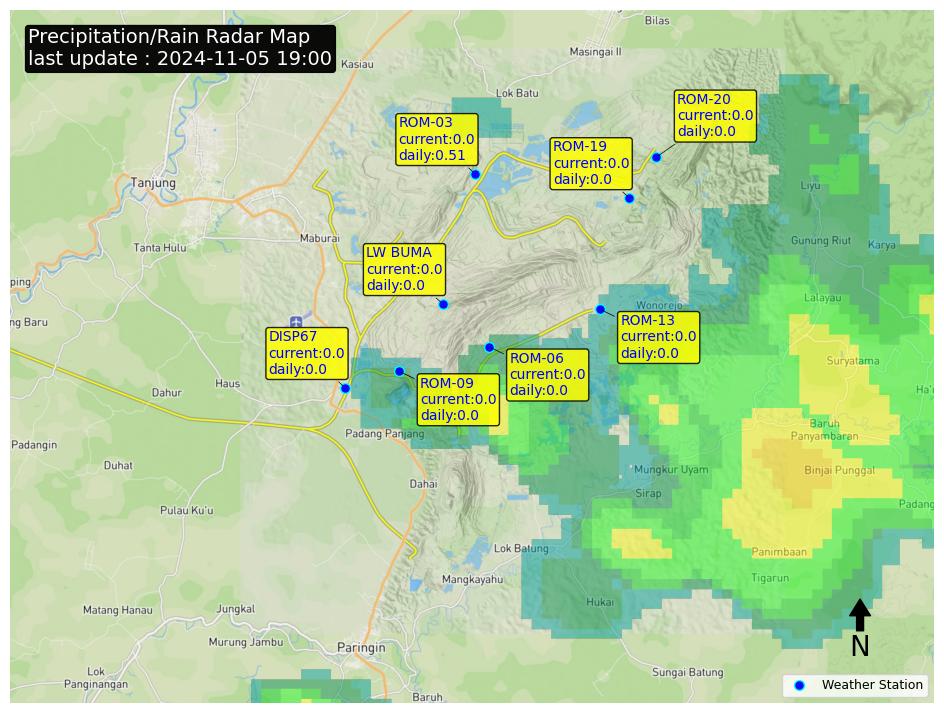 Precipitation/Rain Radar Map
last update : 2024-11-05 19:00
Bilas
Masingai II
Kasiau
Lok Batu
ROM-20
current:0.0
daily:0.0
ROM-03
current:0.0
daily:0.51
ROM-19
current:0.0
daily:0.0
Tanjung
Liyu
Maburai
Tanta Hulu
Gunung Riut
Karya
LW BUMA
current:0.0
daily:0.0
ping
Lalayau
Wonorejo
ng Baru
ROM-13
current:0.0
daily:0.0
DISP67
current:0.0
daily:0.0
ROM-06
current:0.0
daily:0.0
Suryatama
ROM-09
current:0.0
daily:0.0
Haus
Dahur
Ha'u
Baruh
Panyambaran
Padang Panjang
Padangin
Duhat
Mungkur Uyam
Binjai Punggal
Dahai
Sirap
Padang
Pulau Ku'u
Lok Batung
Panimbaan
Mangkayahu
Tigarun
Hukai
Matang Hanau
Jungkal
Murung Jambu
Paringin
N
Lok
Panginangan
Sungai Batung
Baruh
Weather Station